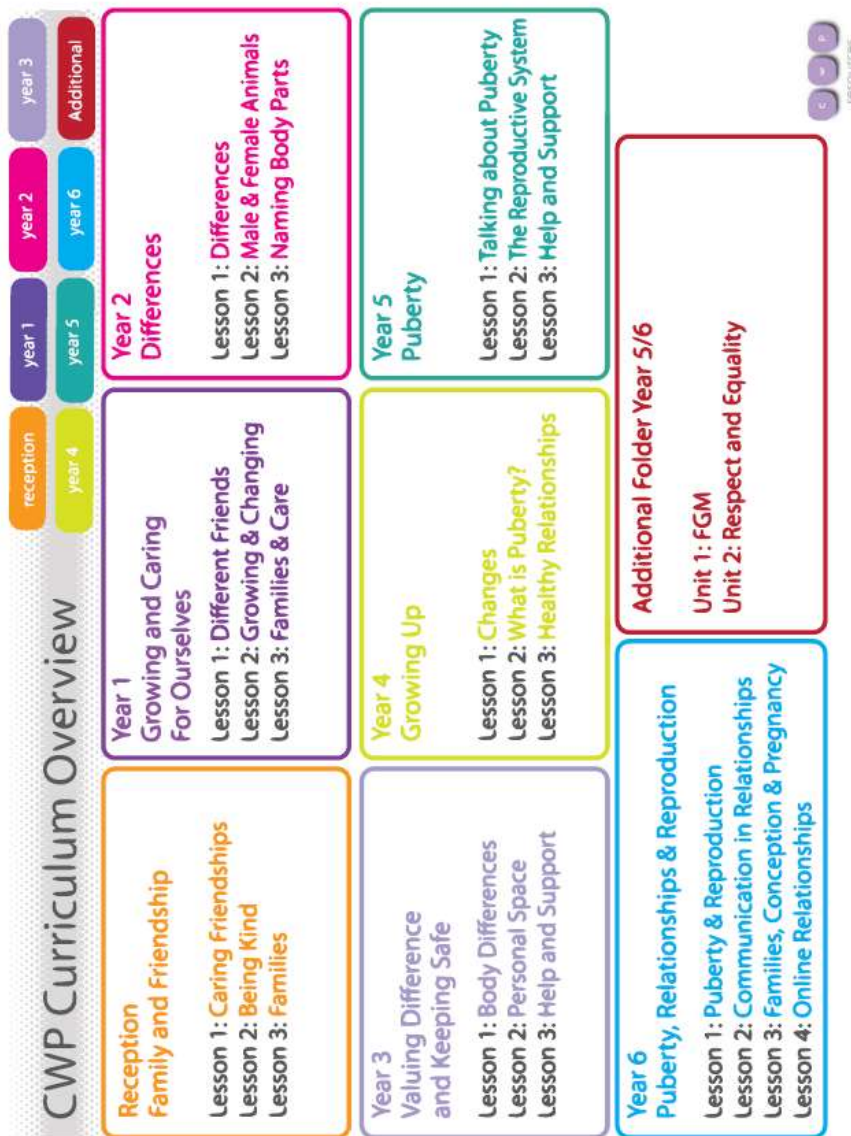 CWP Curriculum Overview
reception
year 1
year 2
year 3
year 4
year 5
year 6
Additional
Reception
Family and Friendship
Lesson 1: Caring Friendships
Lesson 2: Being Kind
Lesson 3: Families
Year 1
Growing and Caring
For Ourselves
Lesson 1: Different Friends
Lesson 2: Growing & Changing
Lesson 3: Families & Care
Year 2
Differences
Lesson 1: Differences
Lesson 2: Male & Female Animals
Lesson 3: Naming Body Parts
Year 3
Valuing Difference
and Keeping Safe
Lesson 1: Body Differences
Lesson 2: Personal Space
Lesson 3: Help and Support
Year 4
Growing Up
Lesson 1: Changes
Lesson 2: What is Puberty?
Lesson 3: Healthy Relationships
Year 5
Puberty
Lesson 1: Talking about Puberty
Lesson 2: The Reproductive System
Lesson 3: Help and Support
Year 6
Puberty, Relationships & Reproduction
Lesson 1: Puberty & Reproduction
Lesson 2: Communication in Relationships
Lesson 3: Families, Conception & Pregnancy
Lesson 4: Online Relationships
Additional Folder Year 5/6
Unit 1: FGM
Unit 2: Respect and Equality
c w p